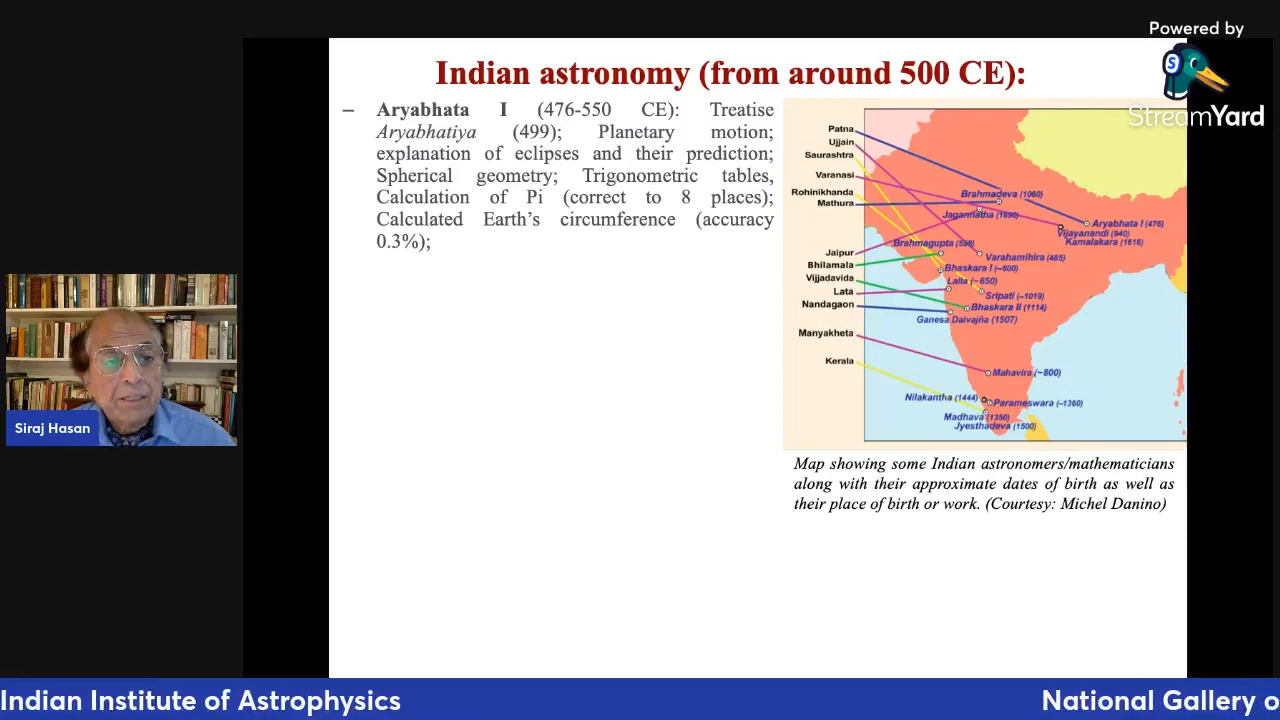 Powered by
StreamYard
Indian astronomy (from around 500 CE):
– Aryabhata I (476-550 CE): Treatise
Aryabhatiya (499); Planetary motion;
explanation of eclipses and their prediction;
Spherical geometry; Trigonometric tables,
Calculation of Pi (correct to 8 places);
Calculated Earth's circumference (accuracy
0.3%);
Patna
Ujjain
Saurashtra
Varanasi
Rohinikhanda
Mathura
Jaipur
Bhilamala
Vijjadavida
Lata
Nandagaon
Manyakheta
Kerala
Brahmadeva (1060)
Jagannatha (1690)
Aryabhata I (476)
Vijayanandi (940)
Kamalakara (1616)
Brahmagupta (598)
Varahamihira (485)
Bhaskara I (~600)
Lalla (~650)
Sripati (~1019)
Bhaskara II (1114)
Ganesa Daivajña (1507)
Mahavira (~800)
Nilakantha (1444)
Parameswara (~1360)
Madhava (1350)
Jyesthadeva (1500)
Map showing some Indian astronomers/mathematicians
along with their approximate dates of birth as well as
their place of birth or work. (Courtesy: Michel Danino)
Siraj Hasan
Indian Institute of Astrophysics
National Gallery o